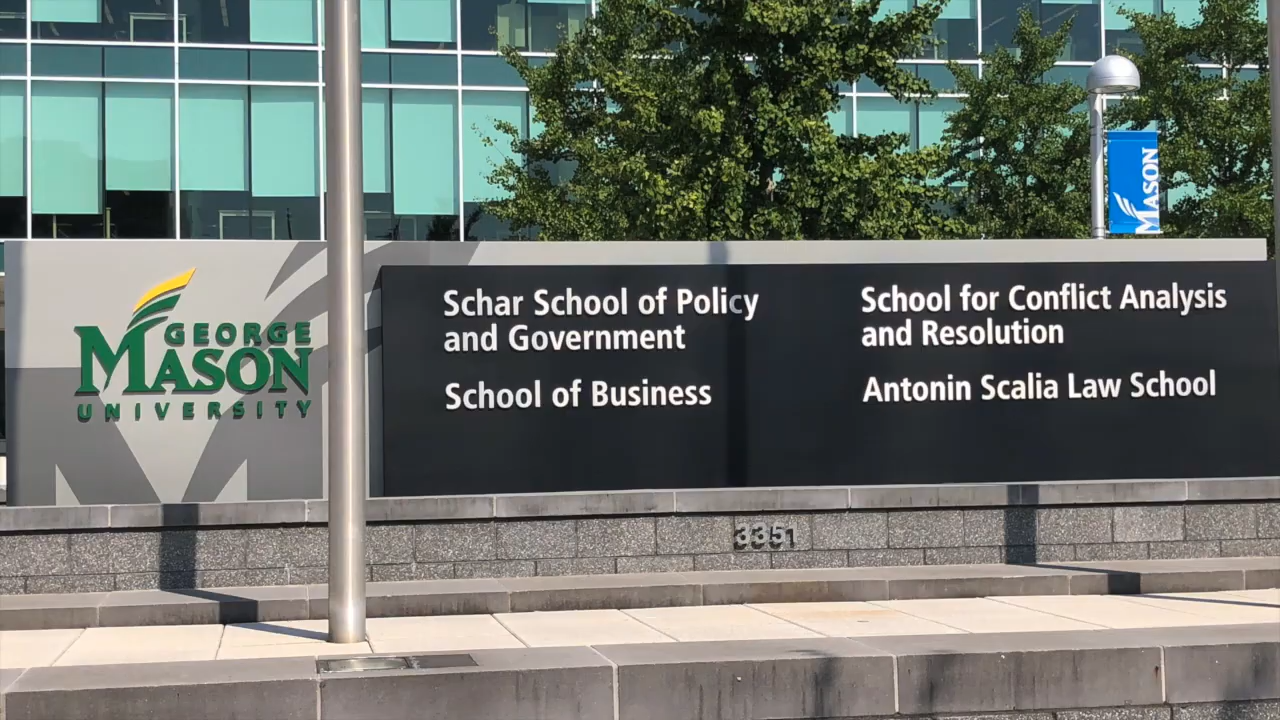 GEORGE
MASON
UNIVERSITY
Schar School of Policy
and Government
School of Business
School for Conflict Analysis
and Resolution
Antonin Scalia Law School
MASON
3351